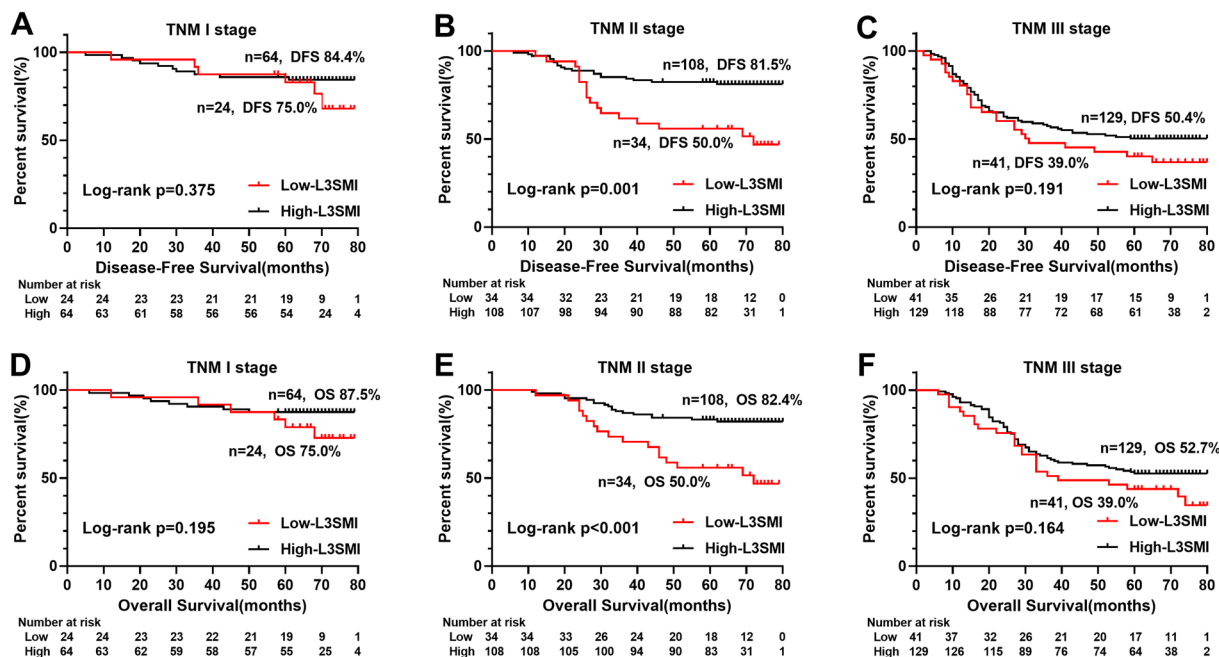 A
TNM I stage
Percent survival(%)
100
50
0
n=64, DFS 84.4%
n=24, DFS 75.0%
Log-rank p=0.375
Low-L3SMI
High-L3SMI
0 10 20 30 40 50 60 70 80
Disease-Free Survival(months)
Number at risk
Low 24 24 23 23 21 21 19 9 1
High 64 63 61 58 56 56 54 24 4
B
TNM II stage
Percent survival(%)
100
50
0
n=108, DFS 81.5%
n=34, DFS 50.0%
Log-rank p=0.001
Low-L3SMI
High-L3SMI
0 10 20 30 40 50 60 70 80
Disease-Free Survival(months)
Number at risk
Low 34 34 32 23 21 19 18 12 0
High 108 107 98 94 90 88 82 31 1
C
TNM III stage
Percent survival(%)
100
50
0
n=129, DFS 50.4%
n=41, DFS 39.0%
Log-rank p=0.191
Low-L3SMI
High-L3SMI
0 10 20 30 40 50 60 70 80
Disease-Free Survival(months)
Number at risk
Low 41 35 26 21 19 17 15 9 1
High 129 118 88 77 72 68 61 38 2
D
TNM I stage
Percent survival(%)
100
50
0
n=64, OS 87.5%
n=24, OS 75.0%
Log-rank p=0.195
Low-L3SMI
High-L3SMI
0 10 20 30 40 50 60 70 80
Overall Survival(months)
Number at risk
Low 24 24 23 23 22 21 19 9 1
High 64 63 62 59 58 57 55 25 4
E
TNM II stage
Percent survival(%)
100
50
0
n=108, OS 82.4%
n=34, OS 50.0%
Log-rank p<0.001
Low-L3SMI
High-L3SMI
0 10 20 30 40 50 60 70 80
Overall Survival(months)
Number at risk
Low 34 34 33 26 24 20 18 12 0
High 108 108 105 100 94 90 83 31 1
F
TNM III stage
Percent survival(%)
100
50
0
n=129, OS 52.7%
n=41, OS 39.0%
Log-rank p=0.164
Low-L3SMI
High-L3SMI
0 10 20 30 40 50 60 70 80
Overall Survival(months)
Number at risk
Low 41 37 32 26 21 20 17 11 1
High 129 126 115 89 76 74 64 38 2